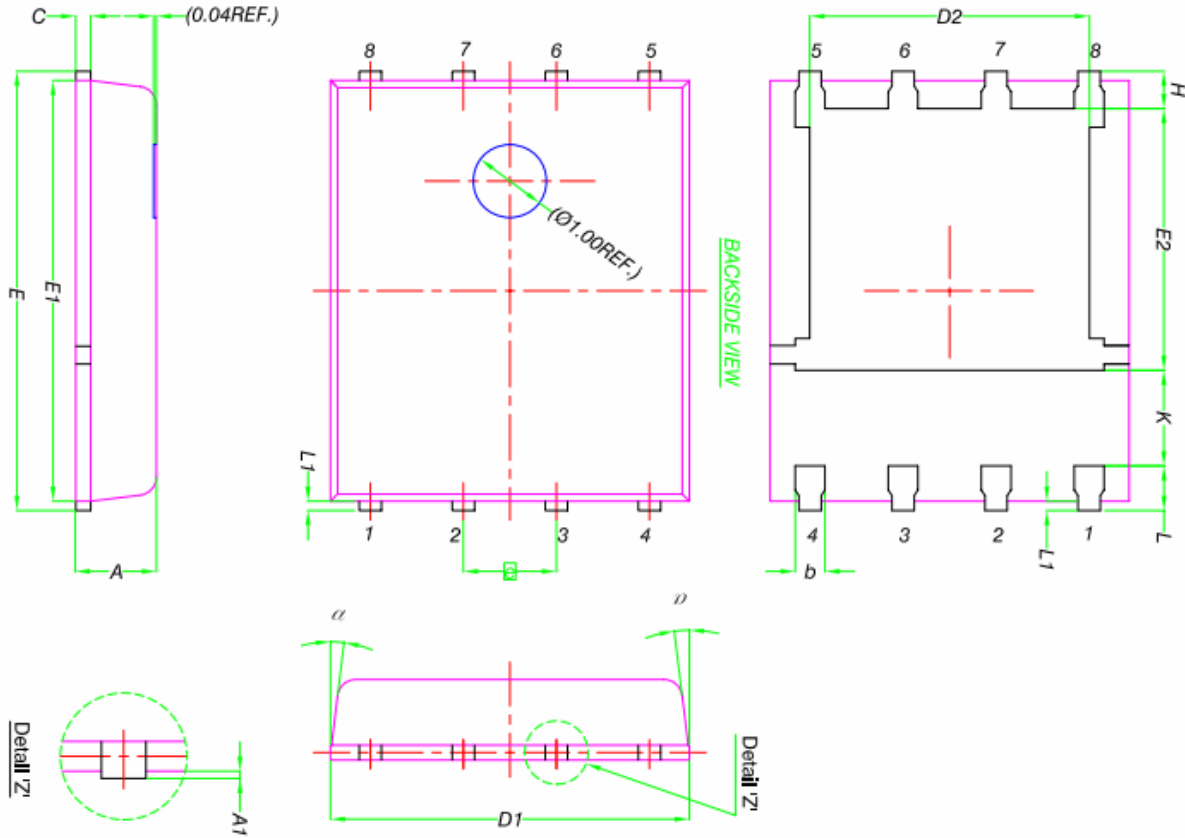 C
(0.04REF.)
E
E1
A
8 7 6 5
(Ø1.00REF.)
L1
1 2 3 4
e
BACKSIDE VIEW
D2
5 6 7 8
H
E2
K
L
L1
4 3 2 1
b
α
D1
Detail 'Z'
Detail 'Z'
A1